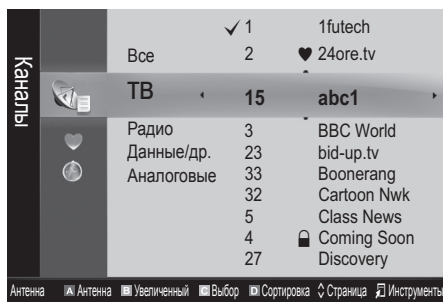 Каналы
✓ 1 1futech
Все 2 ♥ 24ore.tv
ТВ 15 abc1
Радио 3 BBC World
Данные/др. 23 bid-up.tv
Аналоговые 33 Boonerang
32 Cartoon Nwk
5 Class News
4 Coming Soon
27 Discovery
Антенна A Антенна B Увеличенный C Выбор D Сортировка Страница Инструменты